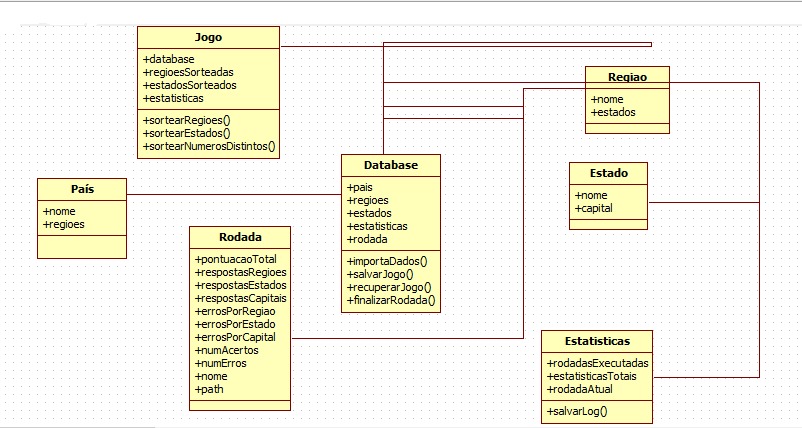 Jogo
+database
+regioesSorteadas
+estadosSorteados
+estatisticas
+sortearRegioes()
+sortearEstados()
+sortearNumerosDistintos()
Regiao
+nome
+estados
Database
+pais
+regioes
+estados
+estatisticas
+rodada
+importaDados()
+salvarJogo()
+recuperarJogo()
+finalizarRodada()
Estado
+nome
+capital
País
+nome
+regioes
Rodada
+pontuacaoTotal
+respostasRegioes
+respostasEstados
+respostasCapitais
+errosPorRegiao
+errosPorEstado
+errosPorCapital
+numAcertos
+numErros
+nome
+path
Estatisticas
+rodadasExecutadas
+estatisticasTotais
+rodadaAtual
+salvarLog()